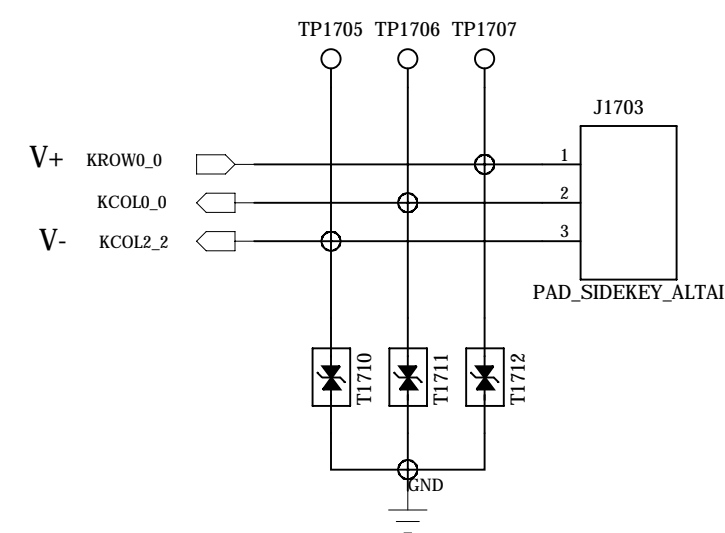 TP1705 TP1706 TP1707
J1703
V+ KROW0_0 1
KCOL0_0 2
V- KCOL2_2 3
PAD_SIDEKEY_ALTAI
T1710 T1711 T1712
GND